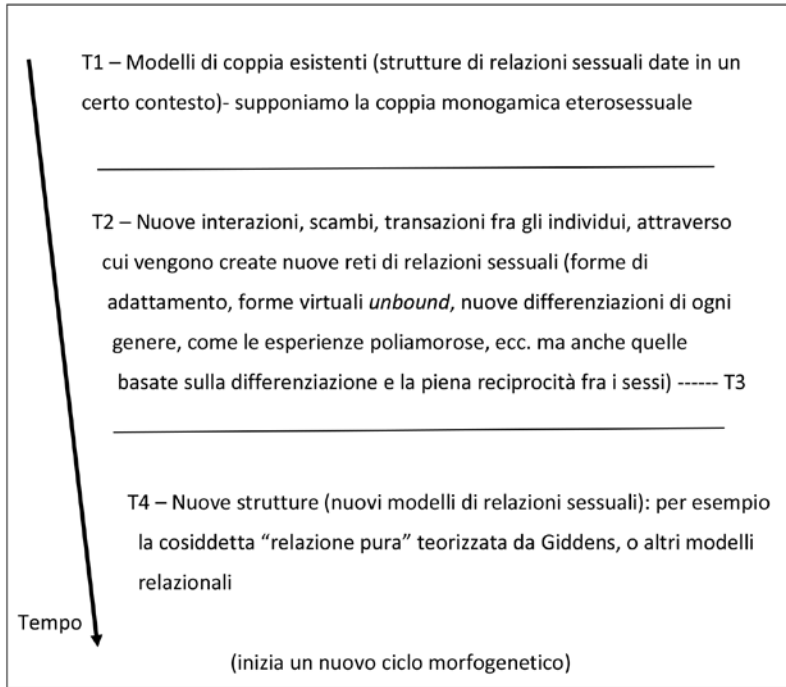 T1 – Modelli di coppia esistenti (strutture di relazioni sessuali date in un
certo contesto)- supponiamo la coppia monogamica eterosessuale
T2 – Nuove interazioni, scambi, transazioni fra gli individui, attraverso
cui vengono create nuove reti di relazioni sessuali (forme di
adattamento, forme virtuali unbound, nuove differenziazioni di ogni
genere, come le esperienze poliamorose, ecc. ma anche quelle
basate sulla differenziazione e la piena reciprocità fra i sessi) ------ T3
T4 – Nuove strutture (nuovi modelli di relazioni sessuali): per esempio
la cosiddetta “relazione pura” teorizzata da Giddens, o altri modelli
relazionali
Tempo
(inizia un nuovo ciclo morfogenetico)